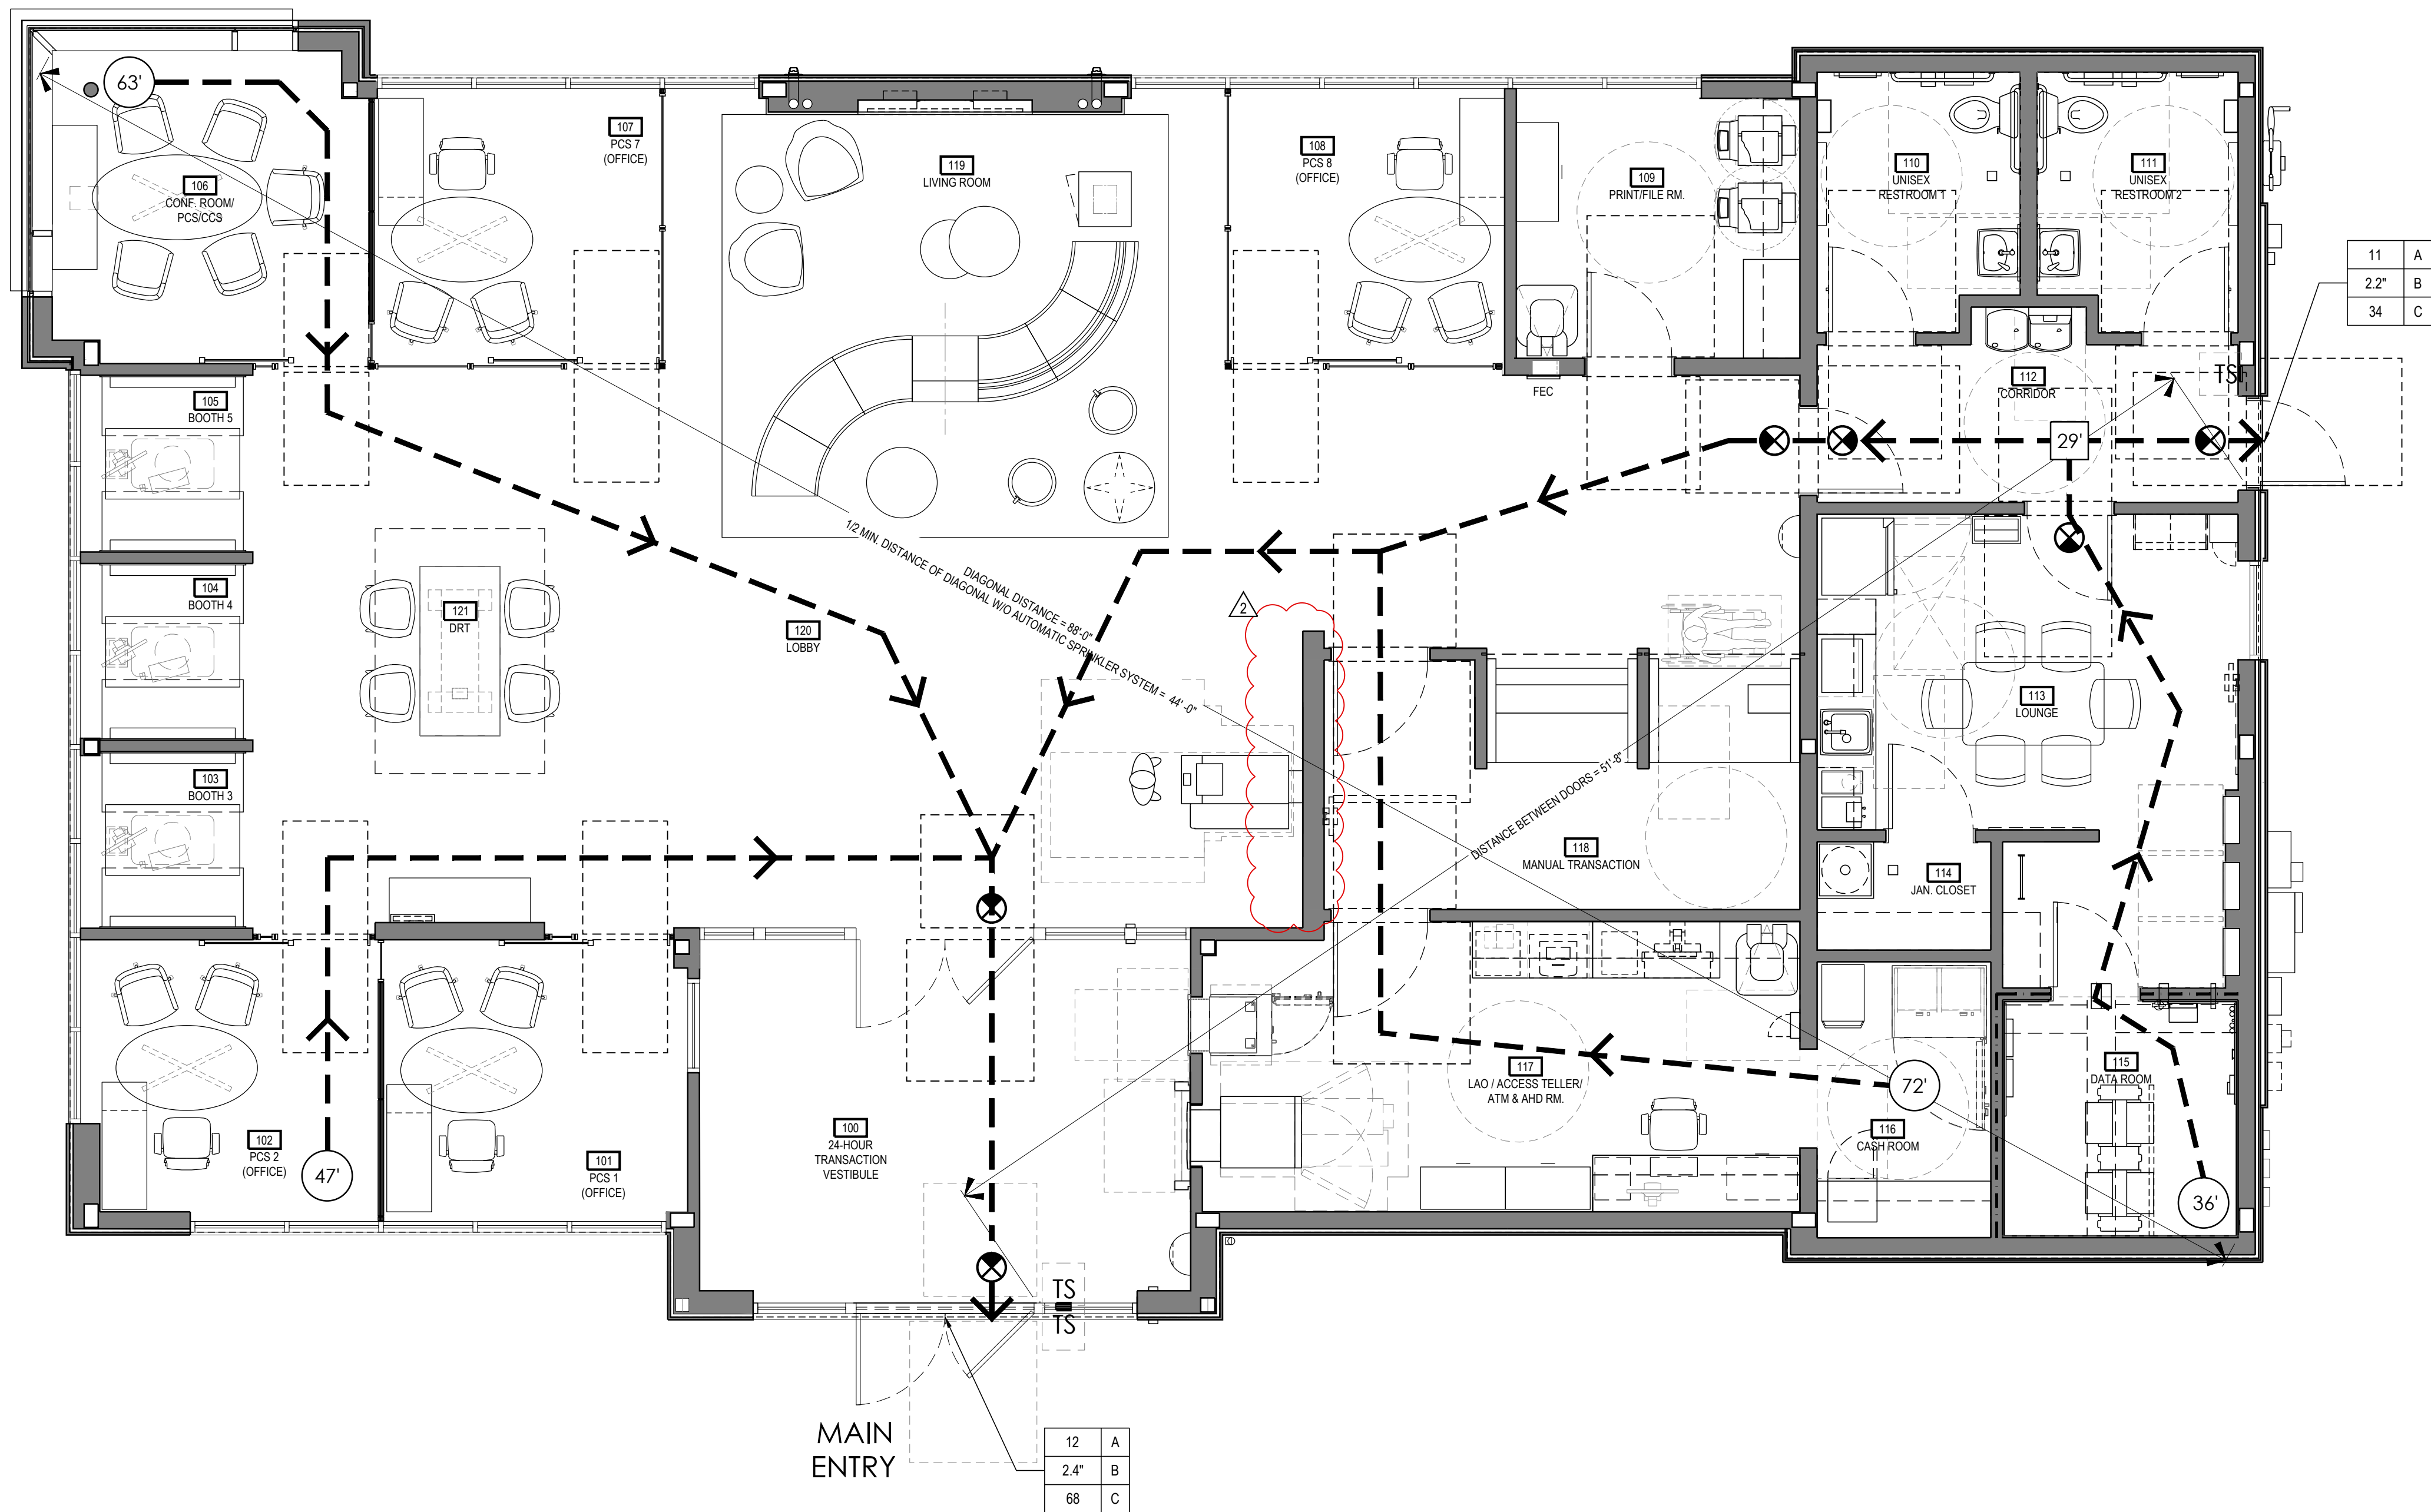 63'
106
CONF. ROOM/
PCS/CCS
107
PCS 7
(OFFICE)
119
LIVING ROOM
108
PCS 8
(OFFICE)
109
PRINT/FILE RM.
110
UNISEX
RESTROOM 1
111
UNISEX
RESTROOM 2
11 A
2.2" B
34 C
105
BOOTH 5
FEC
112
CORRIDOR
TS
29'
104
BOOTH 4
121
DRT
120
LOBBY
DIAGONAL DISTANCE = 88'-0"
1/2 MIN. DISTANCE OF DIAGONAL W/O AUTOMATIC SPRINKLER SYSTEM = 44'-0"
2
103
BOOTH 3
DISTANCE BETWEEN DOORS = 51'-8"
113
LOUNGE
118
MANUAL TRANSACTION
114
JAN. CLOSET
102
PCS 2
(OFFICE)
47'
101
PCS 1
(OFFICE)
100
24-HOUR
TRANSACTION
VESTIBULE
117
LAO / ACCESS TELLER/
ATM & AHD RM.
72'
116
CASH ROOM
115
DATA ROOM
36'
TS
TS
MAIN
ENTRY
12 A
2.4" B
68 C